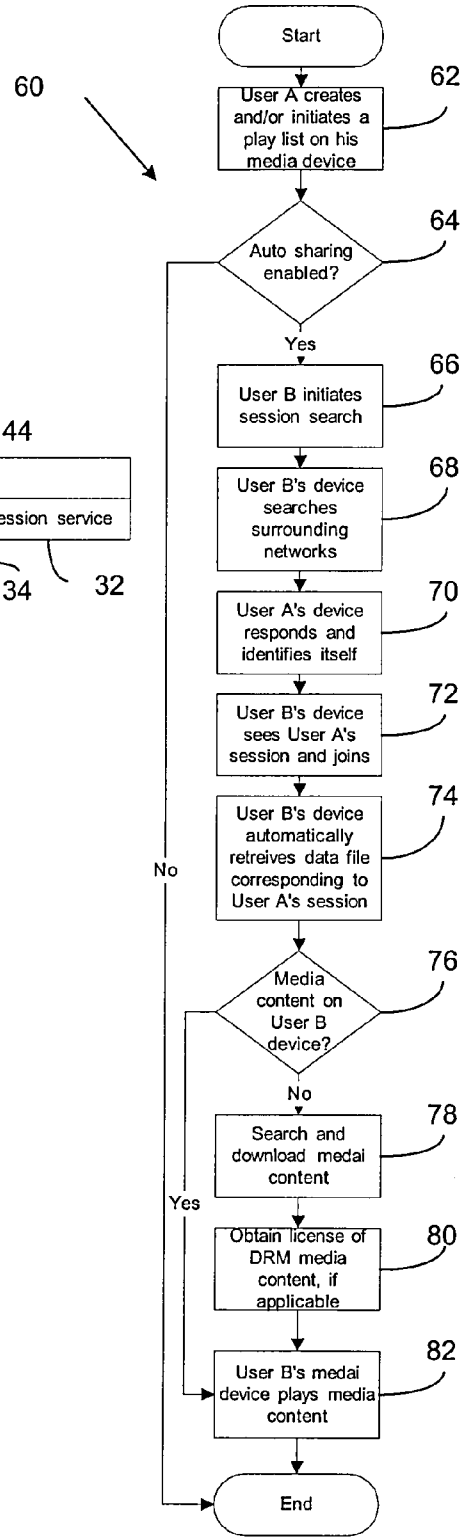 Start
60
62
User A creates
and/or initiates a
play list on his
media device
64
Auto sharing
enabled?
Yes
66
User B initiates
session search
44
ession service
34
32
68
User B's device
searches
surrounding
networks
70
User A's device
responds and
identifies itself
72
User B's device
sees User A's
session and joins
74
User B's device
automatically
retreives data file
corresponding to
User A's session
No
76
Media
content on
User B
device?
No
78
Search and
download medai
content
Yes
80
Obtain license of
DRM media
content, if
applicable
82
User B's medai
device plays media
content
End